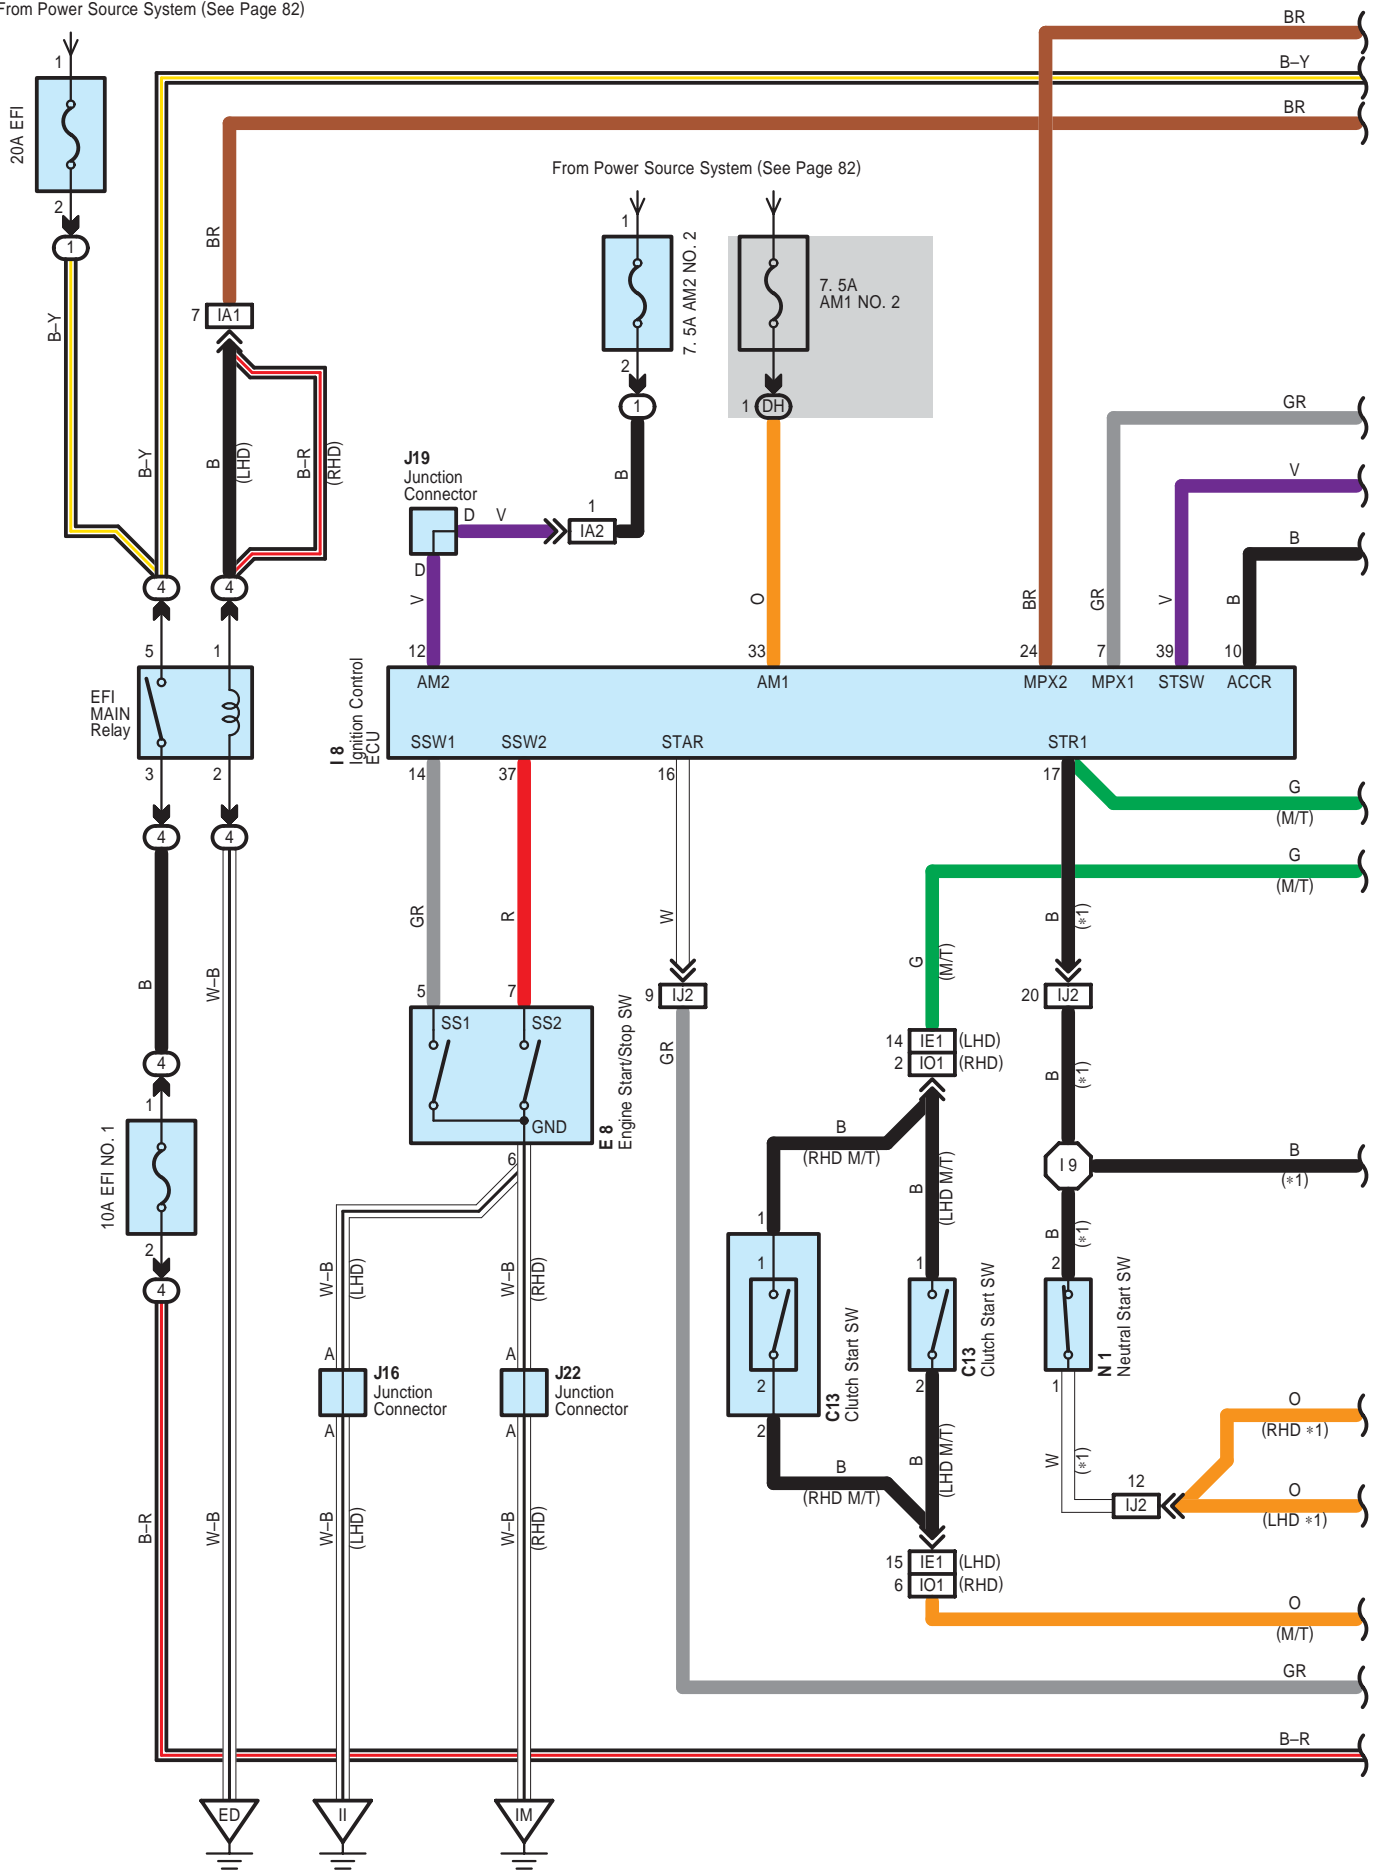 From Power Source System (See Page 82)
BR
B–Y
BR
1
20A EFI
2
1
From Power Source System (See Page 82)
1
7. 5A AM2 NO. 2
2
1
7. 5A
AM1 NO. 2
1
DH
BR
7
IA1
B–Y
B–Y
B
(LHD)
B–R
(RHD)
J19
Junction
Connector
D
V
1
IA2
B
D
V
O
BR
GR
GR
V
V
B
B
4
4
5
1
EFI
MAIN
Relay
3
2
4
4
I 8
Ignition Control
ECU
12
33
24
7
39
10
AM2
AM1
MPX2
MPX1
STSW
ACCR
SSW1
SSW2
STAR
STR1
14
37
16
17
G
(M/T)
G
(M/T)
GR
R
W
G
(M/T)
B
(*1)
B
W–B
5
7
SS1
SS2
GND
E 8
Engine Start/Stop SW
6
9
IJ2
20
IJ2
GR
14
IE1
(LHD)
2
IO1
(RHD)
B
(*1)
4
1
10A EFI NO. 1
2
4
B
(RHD M/T)
B
(LHD M/T)
I 9
B
(*1)
B
(*1)
W–B
(LHD)
W–B
(RHD)
1
1
2
2
C13
Clutch Start SW
1
2
C13
Clutch Start SW
2
1
N 1
Neutral Start SW
A
J16
Junction
Connector
A
A
J22
Junction
Connector
A
O
(RHD *1)
W
(*1)
12
IJ2
O
(LHD *1)
B
(RHD M/T)
B
(LHD M/T)
B–R
W–B
W–B
(LHD)
W–B
(RHD)
15
IE1
(LHD)
6
IO1
(RHD)
O
(M/T)
GR
B–R
ED
II
IM